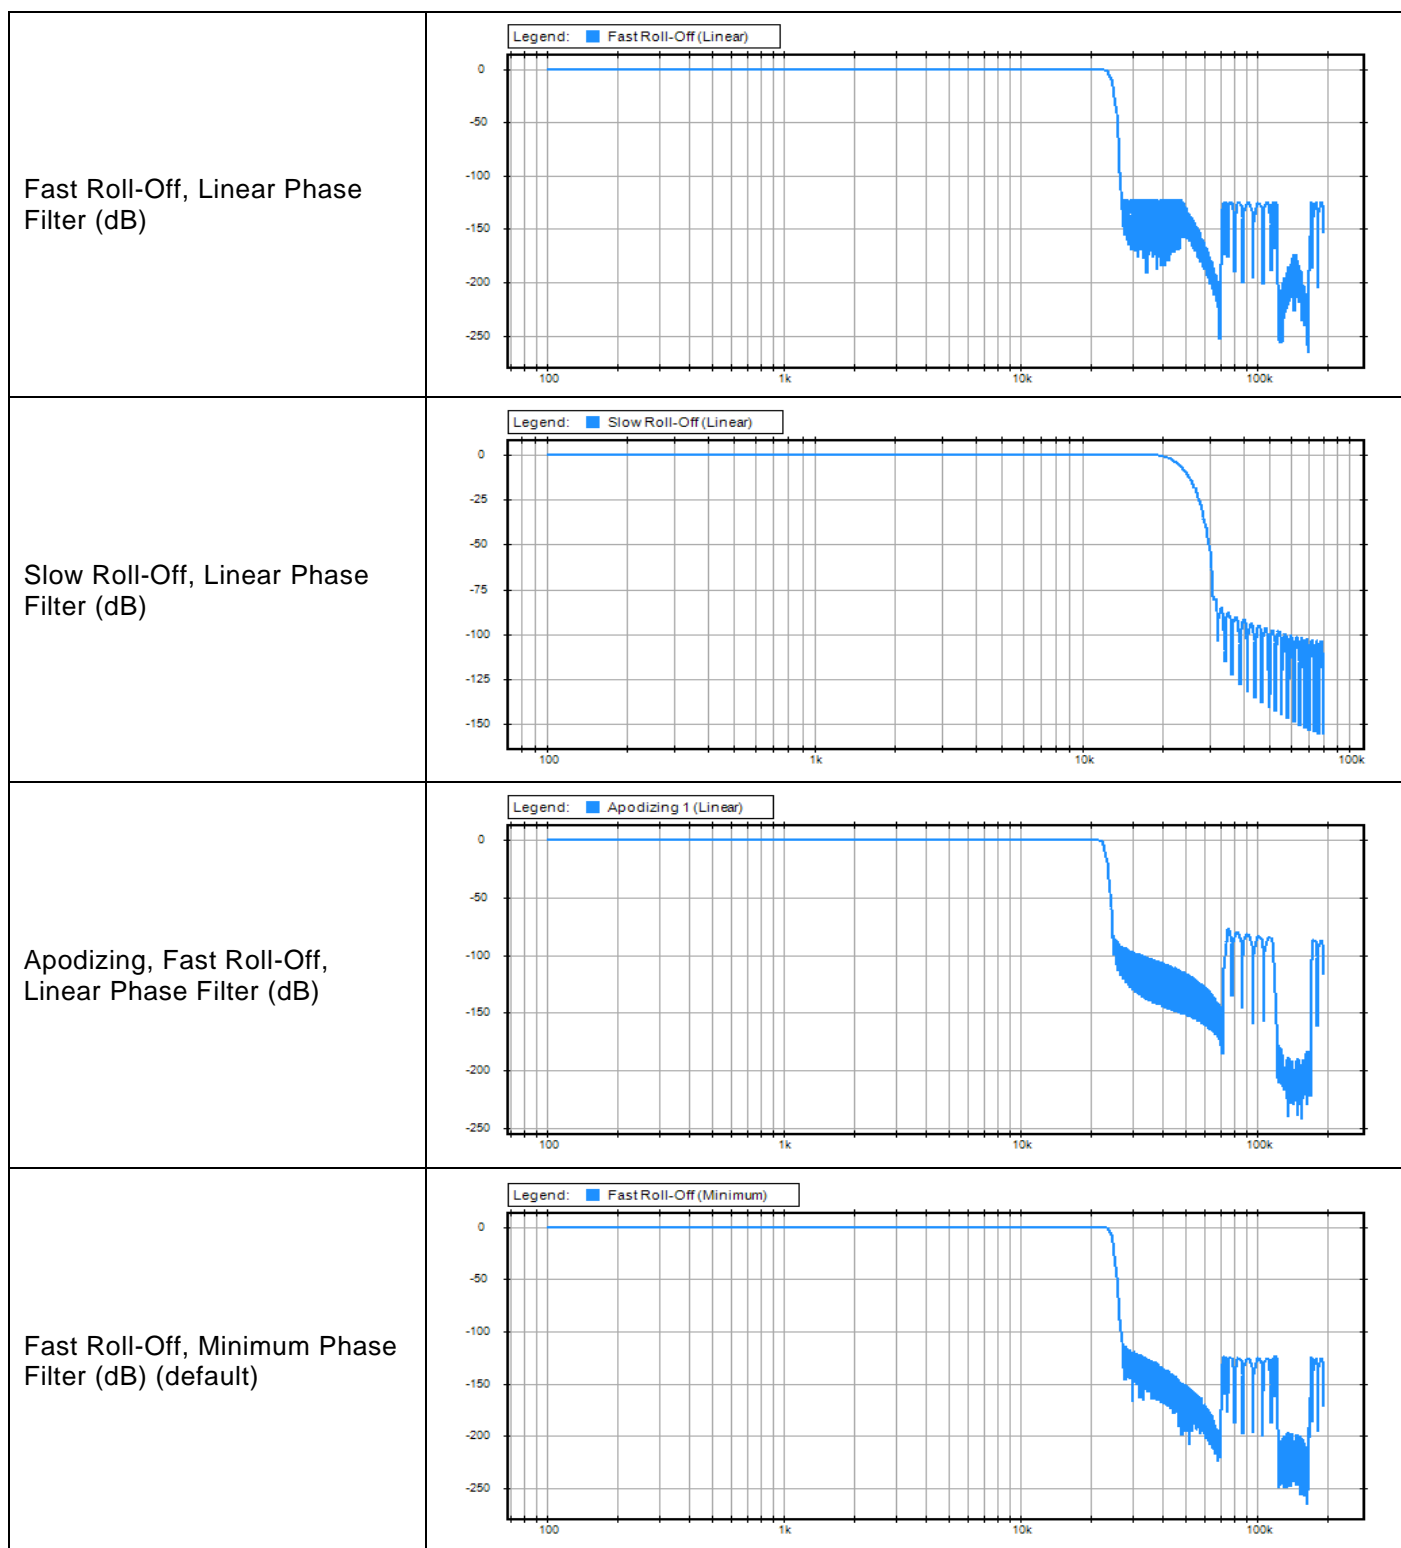 Fast Roll-Off, Linear Phase
Filter (dB)
Legend: Fast Roll-Off (Linear)
0
-50
-100
-150
-200
-250
100 1k 10k 100k
Slow Roll-Off, Linear Phase
Filter (dB)
Legend: Slow Roll-Off (Linear)
0
-25
-50
-75
-100
-125
-150
100 1k 10k 100k
Apodizing, Fast Roll-Off,
Linear Phase Filter (dB)
Legend: Apodizing 1 (Linear)
0
-50
-100
-150
-200
-250
100 1k 10k 100k
Fast Roll-Off, Minimum Phase
Filter (dB) (default)
Legend: Fast Roll-Off (Minimum)
0
-50
-100
-150
-200
-250
100 1k 10k 100k